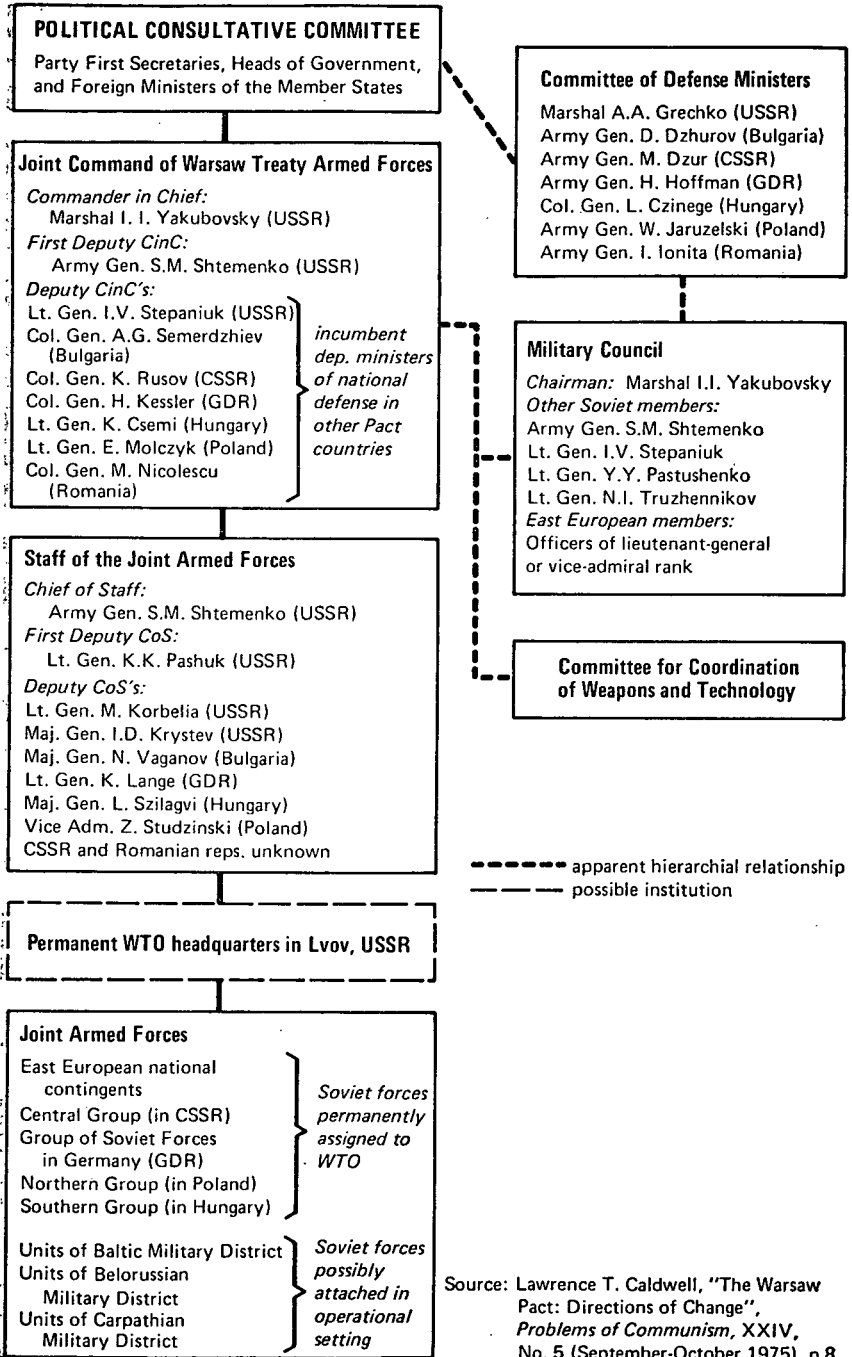 POLITICAL CONSULTATIVE COMMITTEE
Party First Secretaries, Heads of Government,
and Foreign Ministers of the Member States
Joint Command of Warsaw Treaty Armed Forces
Commander in Chief:
Marshal I. I. Yakubovsky (USSR)
First Deputy CinC:
Army Gen. S.M. Shtemenko (USSR)
Deputy CinC's:
Lt. Gen. I.V. Stepaniuk (USSR)
Col. Gen. A.G. Semerdzhiev
(Bulgaria)
Col. Gen. K. Rusov (CSSR)
Col. Gen. H. Kessler (GDR)
Lt. Gen. K. Csemi (Hungary)
Lt. Gen. E. Molczyk (Poland)
Col. Gen. M. Nicolescu
(Romania)
incumbent
dep. ministers
of national
defense in
other Pact
countries
Staff of the Joint Armed Forces
Chief of Staff:
Army Gen. S.M. Shtemenko (USSR)
First Deputy CoS:
Lt. Gen. K.K. Pashuk (USSR)
Deputy CoS's:
Lt. Gen. M. Korbelia (USSR)
Maj. Gen. I.D. Krystev (USSR)
Maj. Gen. N. Vaganov (Bulgaria)
Lt. Gen. K. Lange (GDR)
Maj. Gen. L. Szilagvi (Hungary)
Vice Adm. Z. Studzinski (Poland)
CSSR and Romanian reps. unknown
Permanent WTO headquarters in Lvov, USSR
Joint Armed Forces
East European national
contingents
Central Group (in CSSR)
Group of Soviet Forces
in Germany (GDR)
Northern Group (in Poland)
Southern Group (in Hungary)
Soviet forces
permanently
assigned to
WTO
Units of Baltic Military District
Units of Belorussian
Military District
Units of Carpathian
Military District
Soviet forces
possibly
attached in
operational
setting
Committee of Defense Ministers
Marshal A.A. Grechko (USSR)
Army Gen. D. Dzhurov (Bulgaria)
Army Gen. M. Dzur (CSSR)
Army Gen. H. Hoffman (GDR)
Col. Gen. L. Czinege (Hungary)
Army Gen. W. Jaruzelski (Poland)
Army Gen. I. Ionita (Romania)
Military Council
Chairman: Marshal I.I. Yakubovsky
Other Soviet members:
Army Gen. S.M. Shtemenko
Lt. Gen. I.V. Stepaniuk
Lt. Gen. Y.Y. Pastushenko
Lt. Gen. N.I. Truzhennikov
East European members:
Officers of lieutenant-general
or vice-admiral rank
Committee for Coordination
of Weapons and Technology
apparent hierarchial relationship
possible institution
Source: Lawrence T. Caldwell, "The Warsaw
Pact: Directions of Change",
Problems of Communism, XXIV,
No. 5 (September-October 1975), p.8